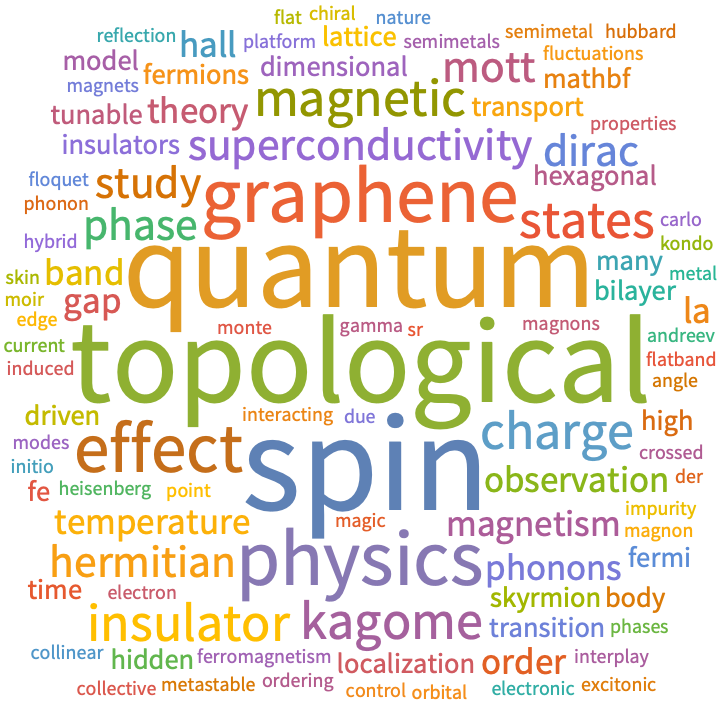 flat chiral nature
reflection hall platform lattice semimetals semimetal hubbard
model fermions dimensional mott fluctuations
magnets magnetic mathbf
tunable theory transport
insulators superconductivity dirac properties
floquet study graphene hexagonal
phonon phase states carlo
hybrid quantum many kondo
skin band bilayer metal
moir gap la
edge monte gamma sr magnons andreev
current topological flatband
induced angle
driven interacting due charge high
modes effect spin crossed
initio observation der
fe heisenberg point impurity
temperature magic magnetism magnon
hermitian physics phonons fermi
time electron skyrmion body
insulator kagome transition phases
collinear hidden ferromagnetism localization order interplay
collective metastable ordering control orbital electronic excitonic